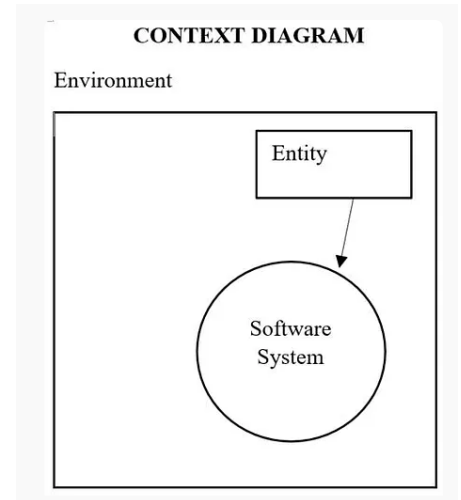 CONTEXT DIAGRAM
Environment
Entity
Software
System